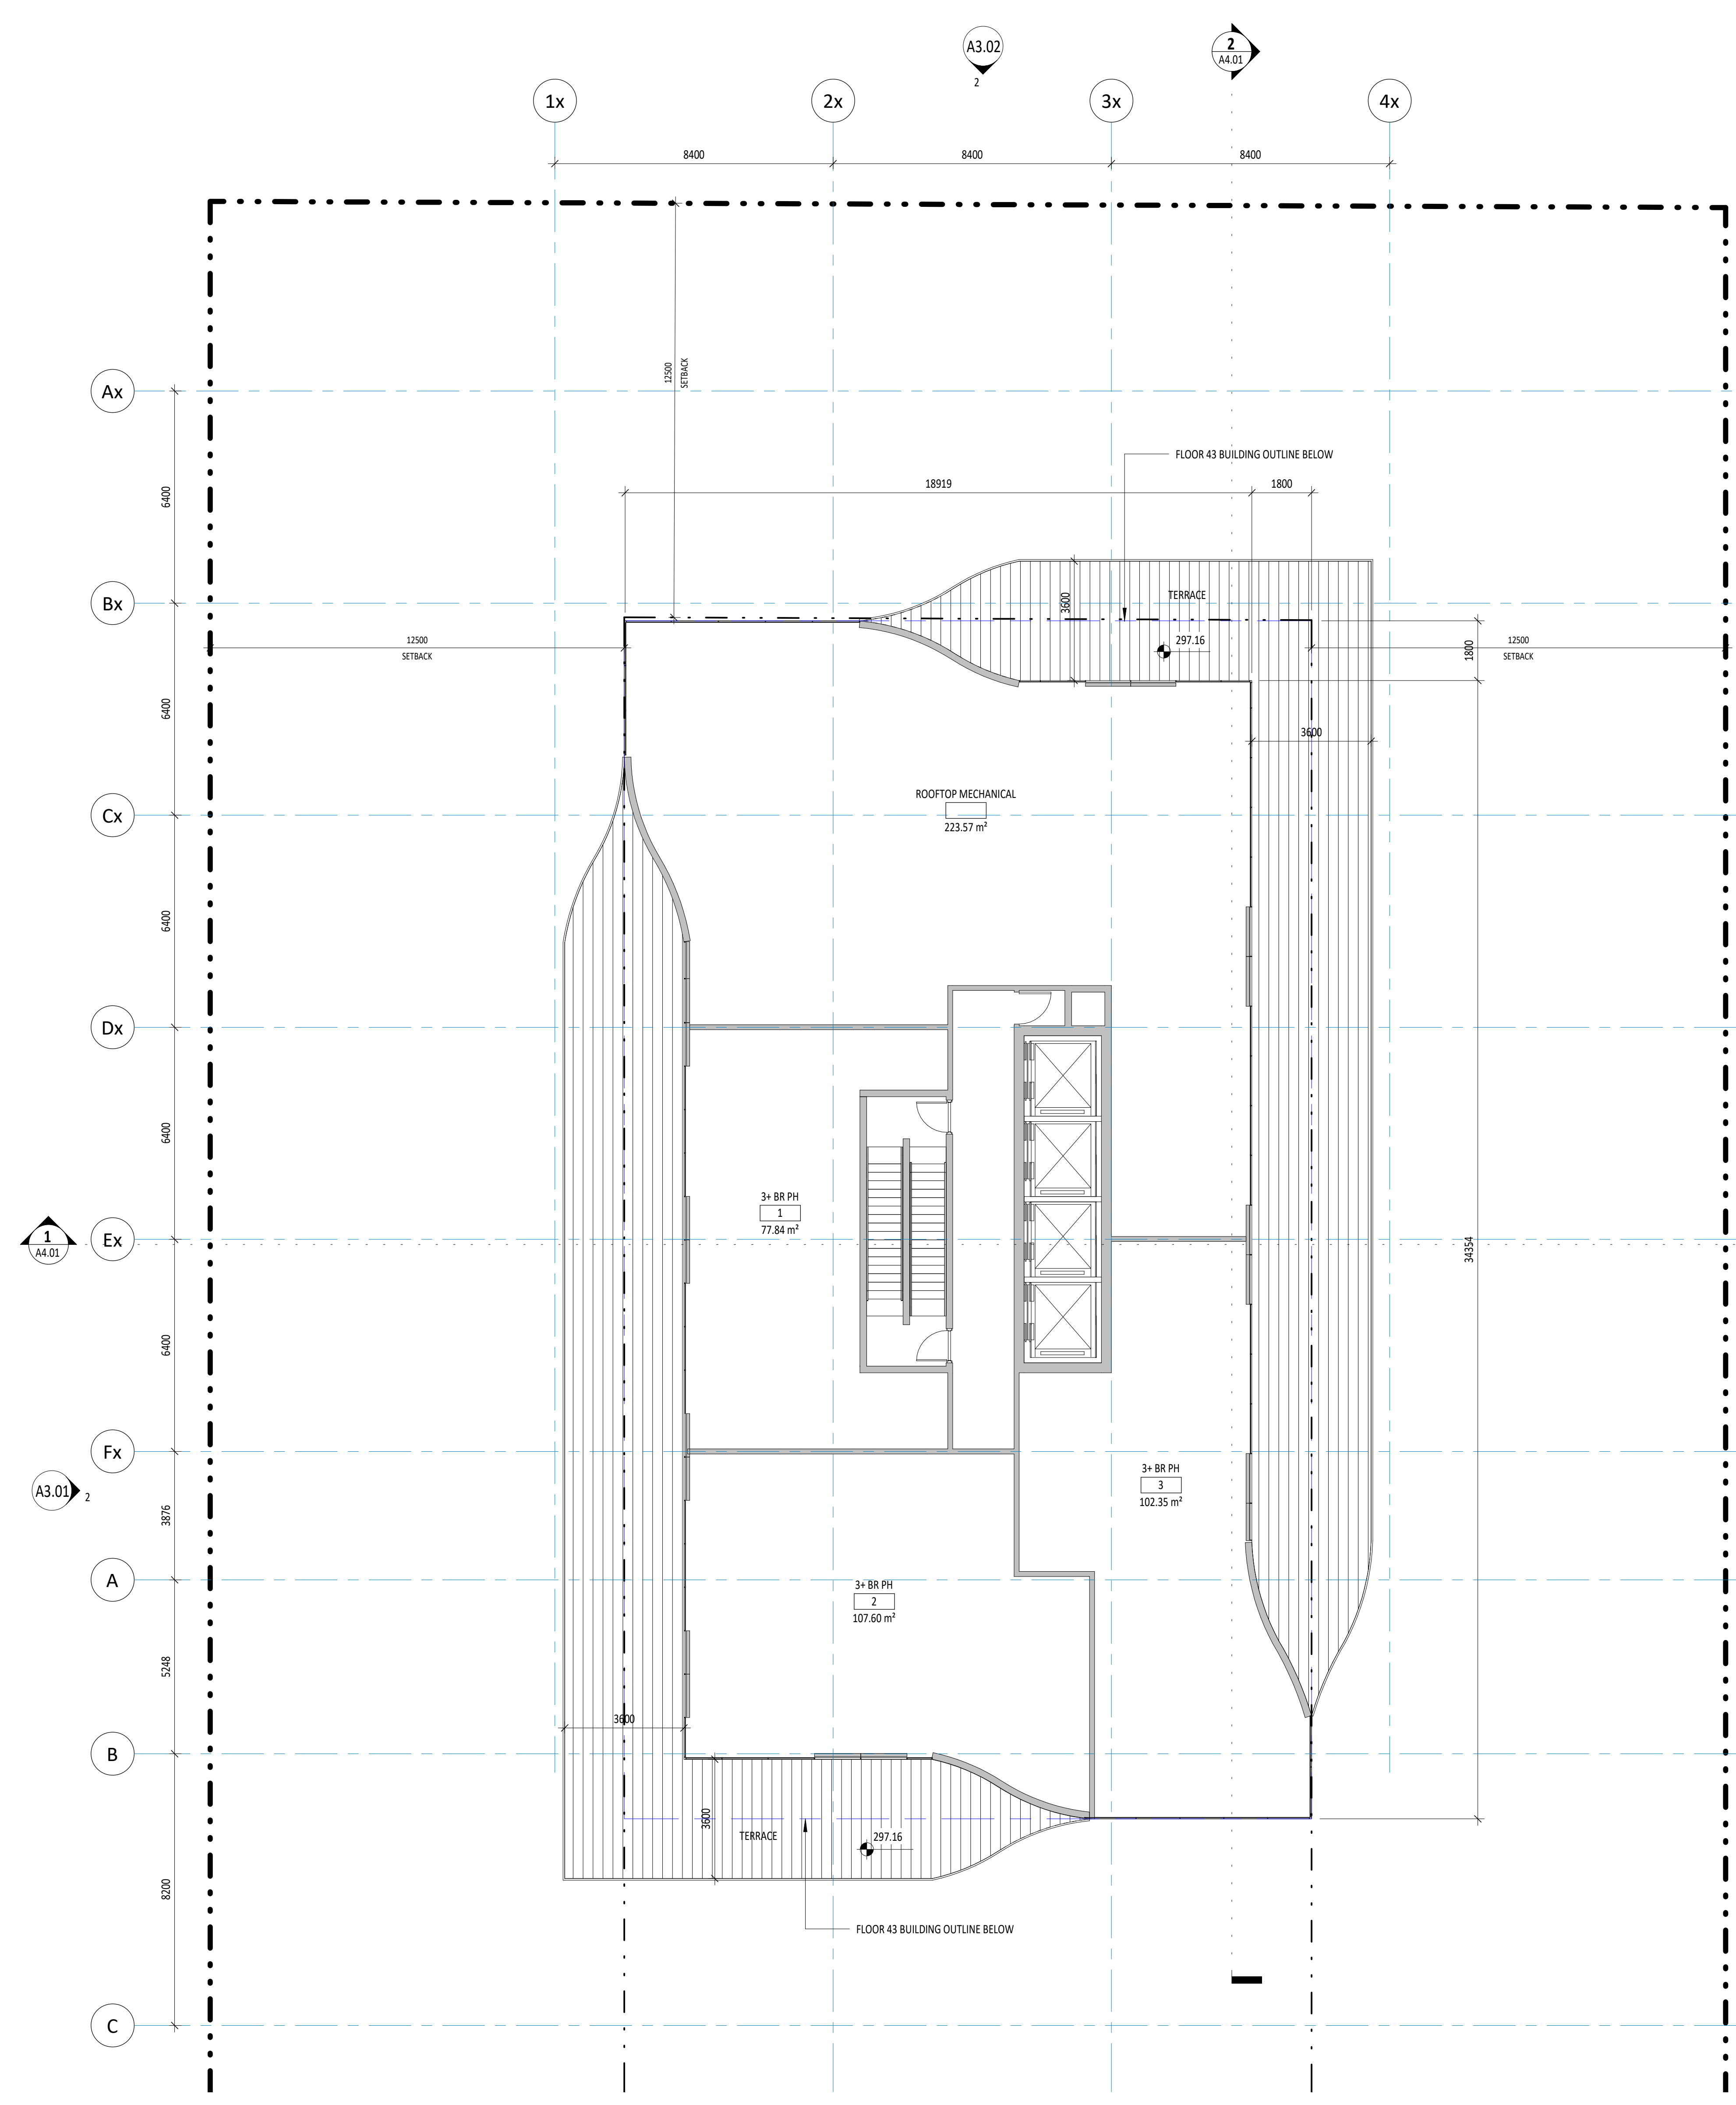 A3.02
2
2
A4.01
1x
2x
3x
4x
8400
8400
8400
12500
SETBACK
Ax
6400
FLOOR 43 BUILDING OUTLINE BELOW
18919
1800
Bx
3600
TERRACE
297.16
12500
SETBACK
12500
SETBACK
1800
6400
3600
ROOFTOP MECHANICAL
223.57 m²
Cx
6400
Dx
6400
3+ BR PH
1
77.84 m²
1
A4.01
Ex
34354
6400
Fx
3+ BR PH
3
102.35 m²
A3.01
2
3876
A
3+ BR PH
2
107.60 m²
5248
3600
B
3600
TERRACE
297.16
8200
FLOOR 43 BUILDING OUTLINE BELOW
C